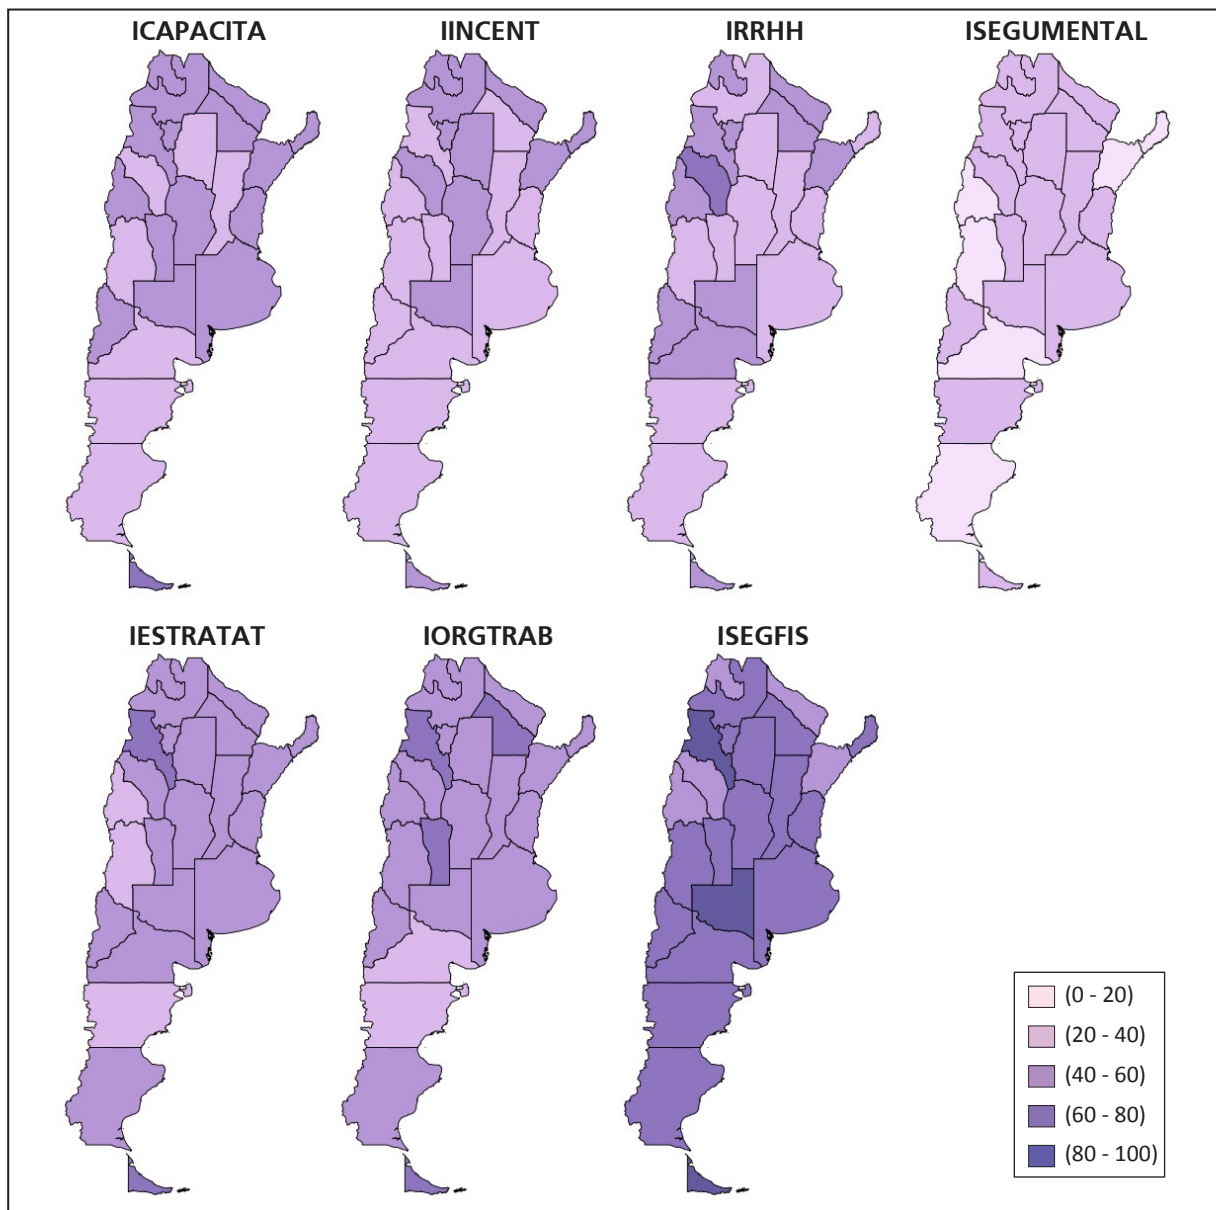 ICAPACITA
IINCENT
IRRHH
ISEGUMENTAL
IESTRATAT
IORGTRAB
ISEGFIS
(0 - 20)
(20 - 40)
(40 - 60)
(60 - 80)
(80 - 100)